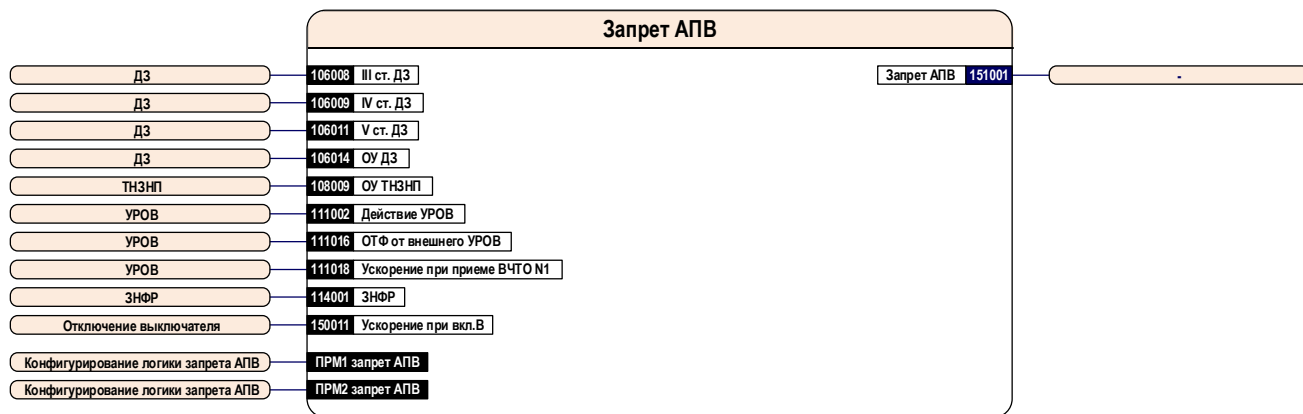 Запрет АПВ
ДЗ 106008 III ст. ДЗ Запрет АПВ 151001 -
ДЗ 106009 IV ст. ДЗ
ДЗ 106011 V ст. ДЗ
ДЗ 106014 ОУ ДЗ
ТНЗНП 108009 ОУ ТНЗНП
УРОВ 111002 Действие УРОВ
УРОВ 111016 ОТФ от внешнего УРОВ
УРОВ 111018 Ускорение при приеме ВЧТО N1
ЗНФР 114001 ЗНФР
Отключение выключателя 150011 Ускорение при вкл.В
Конфигурирование логики запрета АПВ ПРМ1 запрет АПВ
Конфигурирование логики запрета АПВ ПРМ2 запрет АПВ